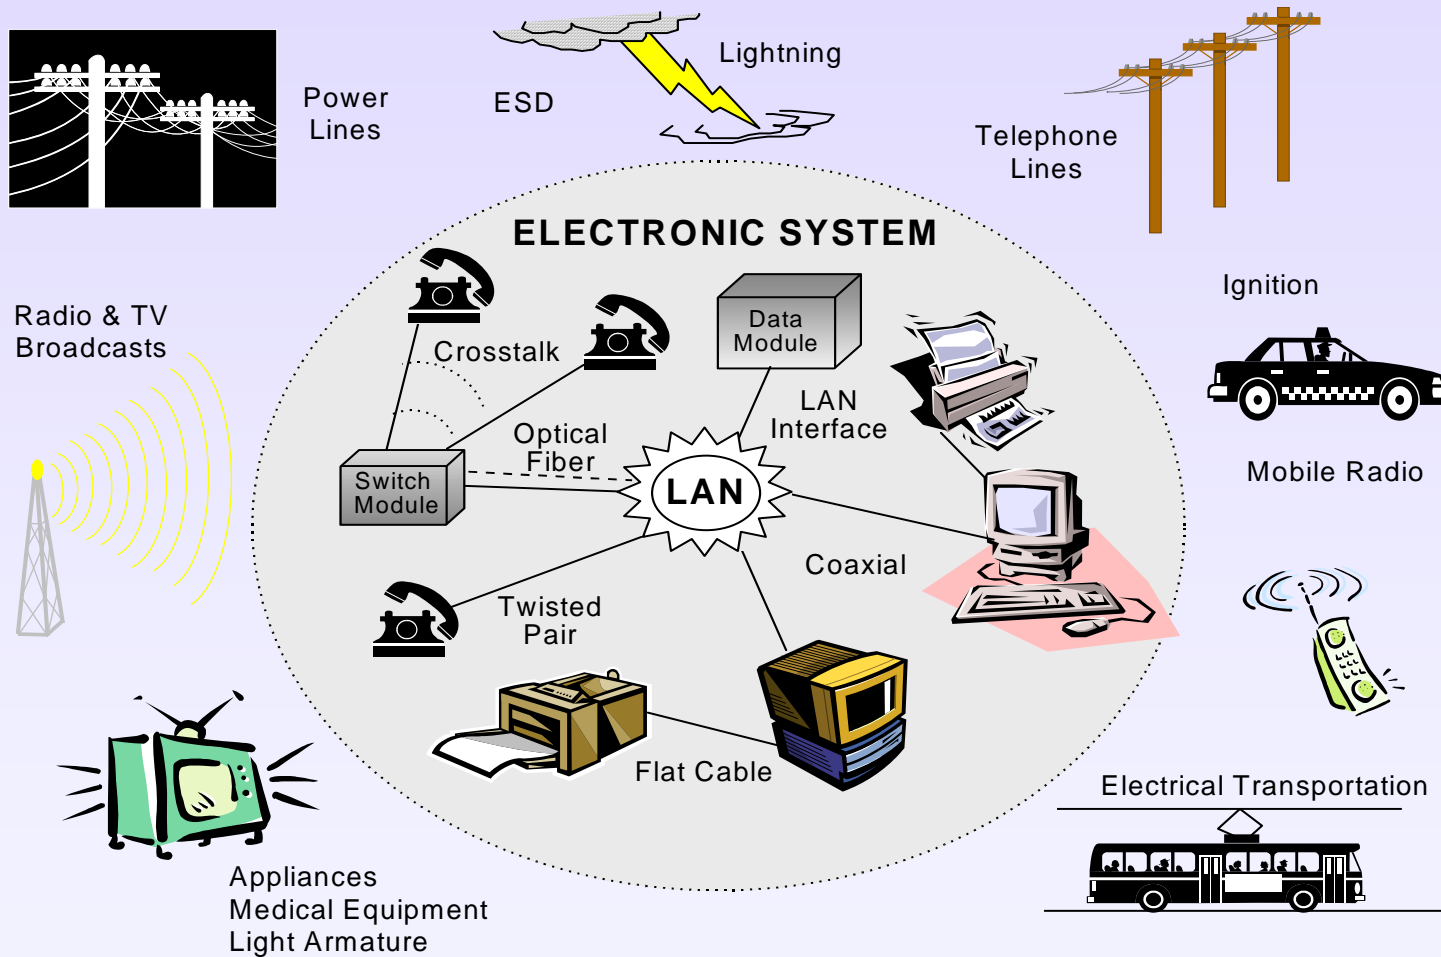 Power
Lines
ESD
Lightning
Telephone
Lines
ELECTRONIC SYSTEM
Radio & TV
Broadcasts
Crosstalk
Data
Module
Ignition
LAN
Interface
Optical
Fiber
Switch
Module
LAN
Mobile Radio
Coaxial
Twisted
Pair
Flat Cable
Electrical Transportation
Appliances
Medical Equipment
Light Armature